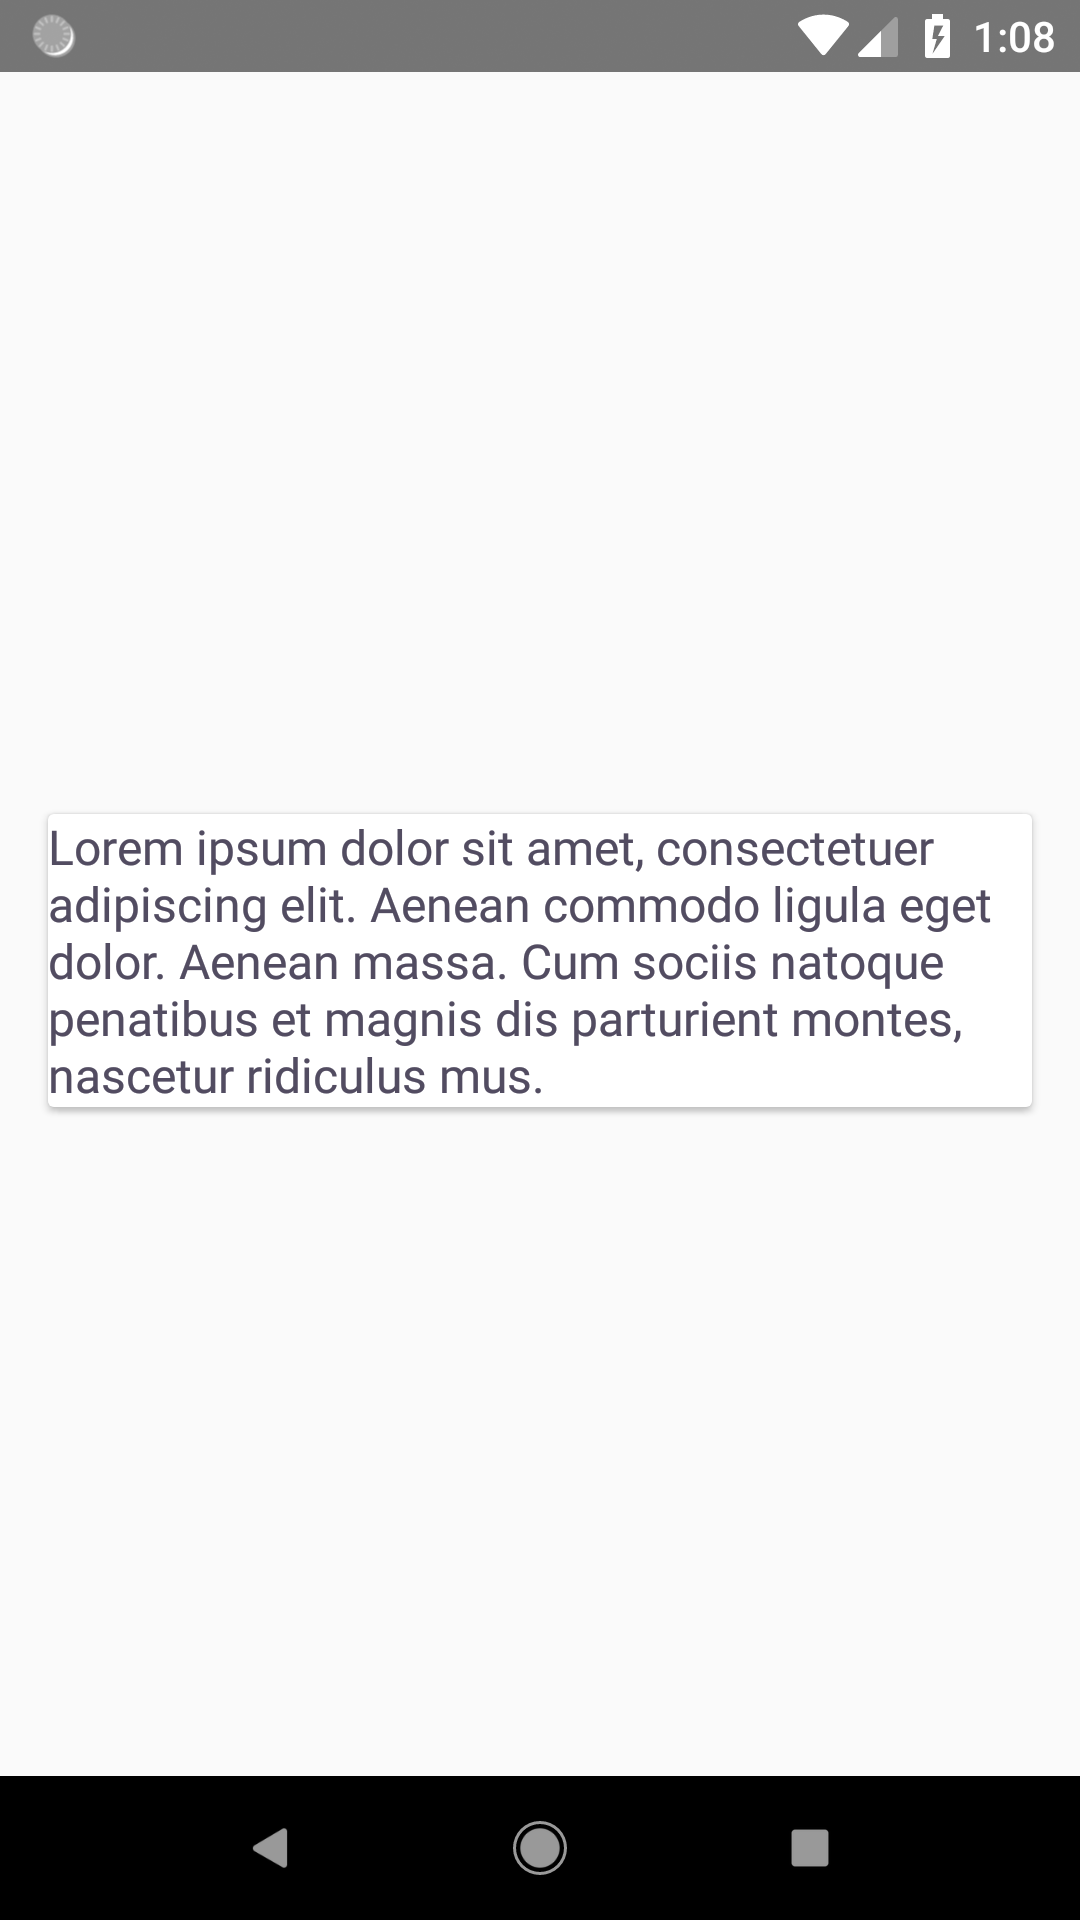 1:08
Lorem ipsum dolor sit amet, consectetuer
adipiscing elit. Aenean commodo ligula eget
dolor. Aenean massa. Cum sociis natoque
penatibus et magnis dis parturient montes,
nascetur ridiculus mus.